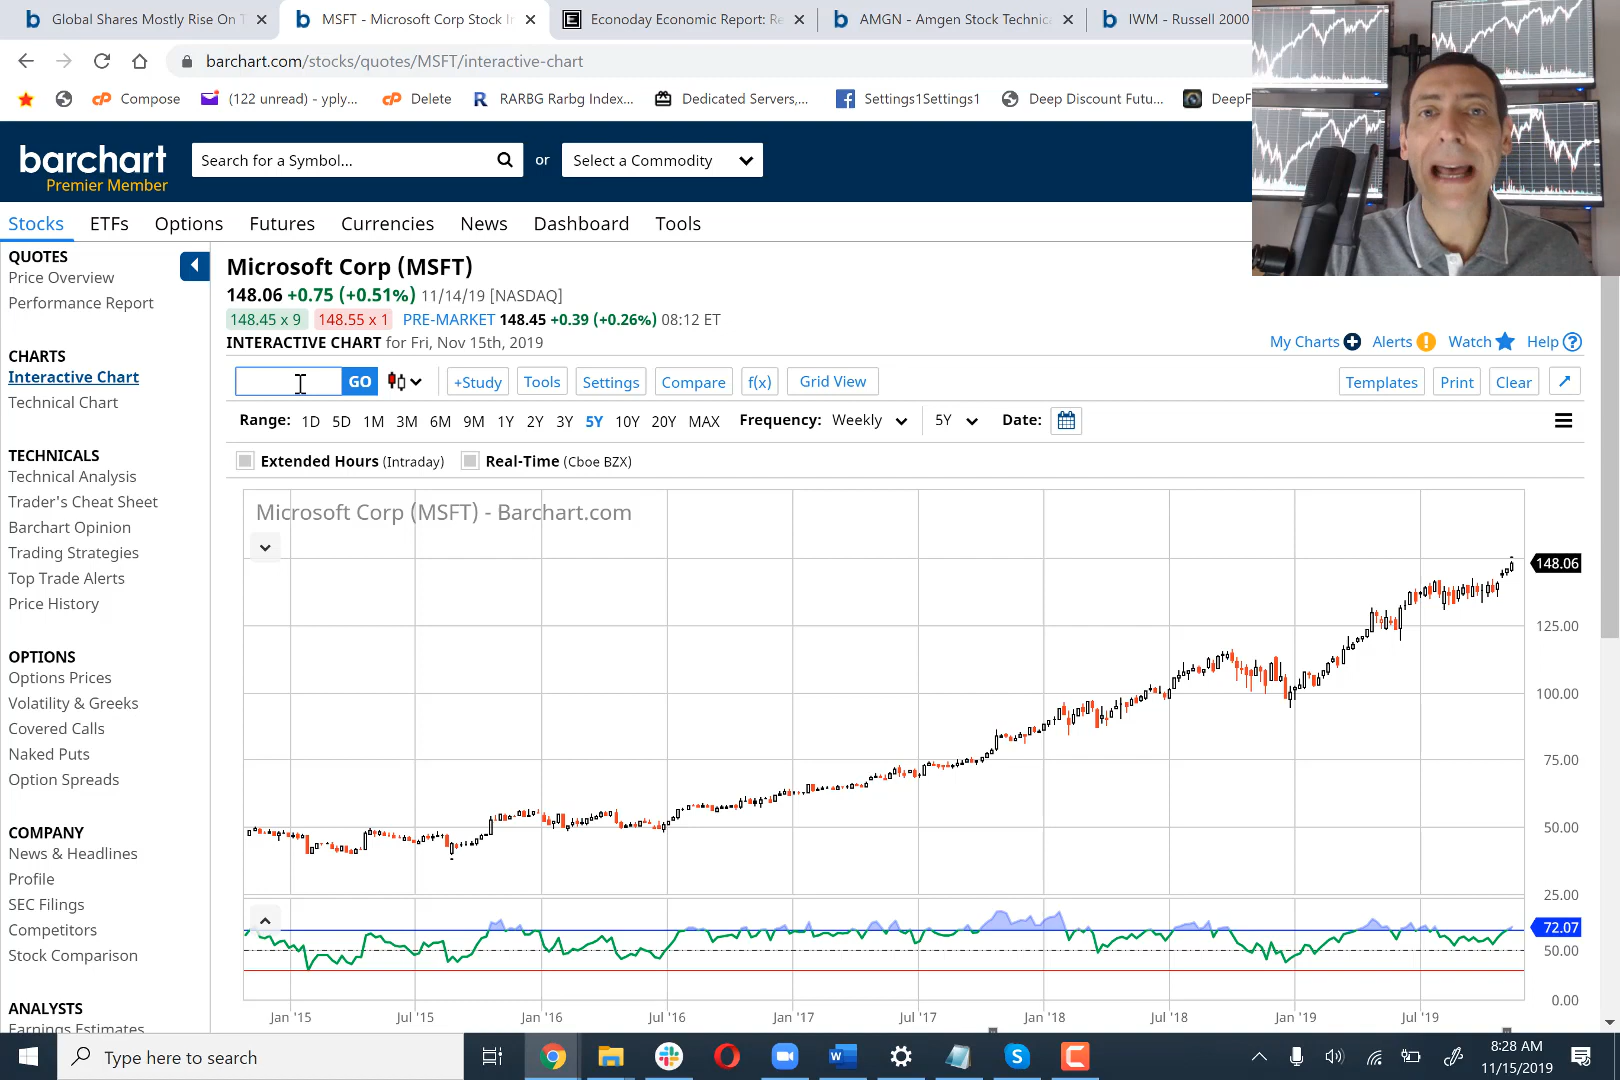 Global Shares Mostly Rise On T
MSFT - Microsoft Corp Stock I
Econoday Economic Report: Re
AMGN - Amgen Stock Technica
IWM - Russell 2000
barchart.com/stocks/quotes/MSFT/interactive-chart
Compose
(122 unread) - yply...
Delete
RARBG Rarbg Index...
Dedicated Servers,...
Settings1Settings1
Deep Discount Futu...
DeepF
barchart
Premier Member
Search for a Symbol...
or
Select a Commodity
Stocks
ETFs
Options
Futures
Currencies
News
Dashboard
Tools
QUOTES
Price Overview
Performance Report
CHARTS
Interactive Chart
Technical Chart
TECHNICALS
Technical Analysis
Trader's Cheat Sheet
Barchart Opinion
Trading Strategies
Top Trade Alerts
Price History
OPTIONS
Options Prices
Volatility & Greeks
Covered Calls
Naked Puts
Option Spreads
COMPANY
News & Headlines
Profile
SEC Filings
Competitors
Stock Comparison
ANALYSTS
Earnings Estimates
Microsoft Corp (MSFT)
148.06 +0.75 (+0.51%) 11/14/19 [NASDAQ]
148.45 x 9 148.55 x 1 PRE-MARKET 148.45 +0.39 (+0.26%) 08:12 ET
INTERACTIVE CHART for Fri, Nov 15th, 2019
My Charts
Alerts
Watch
Help
GO
+Study
Tools
Settings
Compare
f(x)
Grid View
Templates
Print
Clear
Range: 1D 5D 1M 3M 6M 9M 1Y 2Y 3Y 5Y 10Y 20Y MAX
Frequency: Weekly
5Y
Date:
Extended Hours (Intraday)
Real-Time (Cboe BZX)
Microsoft Corp (MSFT) - Barchart.com
148.06
125.00
100.00
75.00
50.00
25.00
72.07
50.00
0.00
Jan '15
Jul '15
Jan '16
Jul '16
Jan '17
Jul '17
Jan '18
Jul '18
Jan '19
Jul '19
Type here to search
8:28 AM
11/15/2019